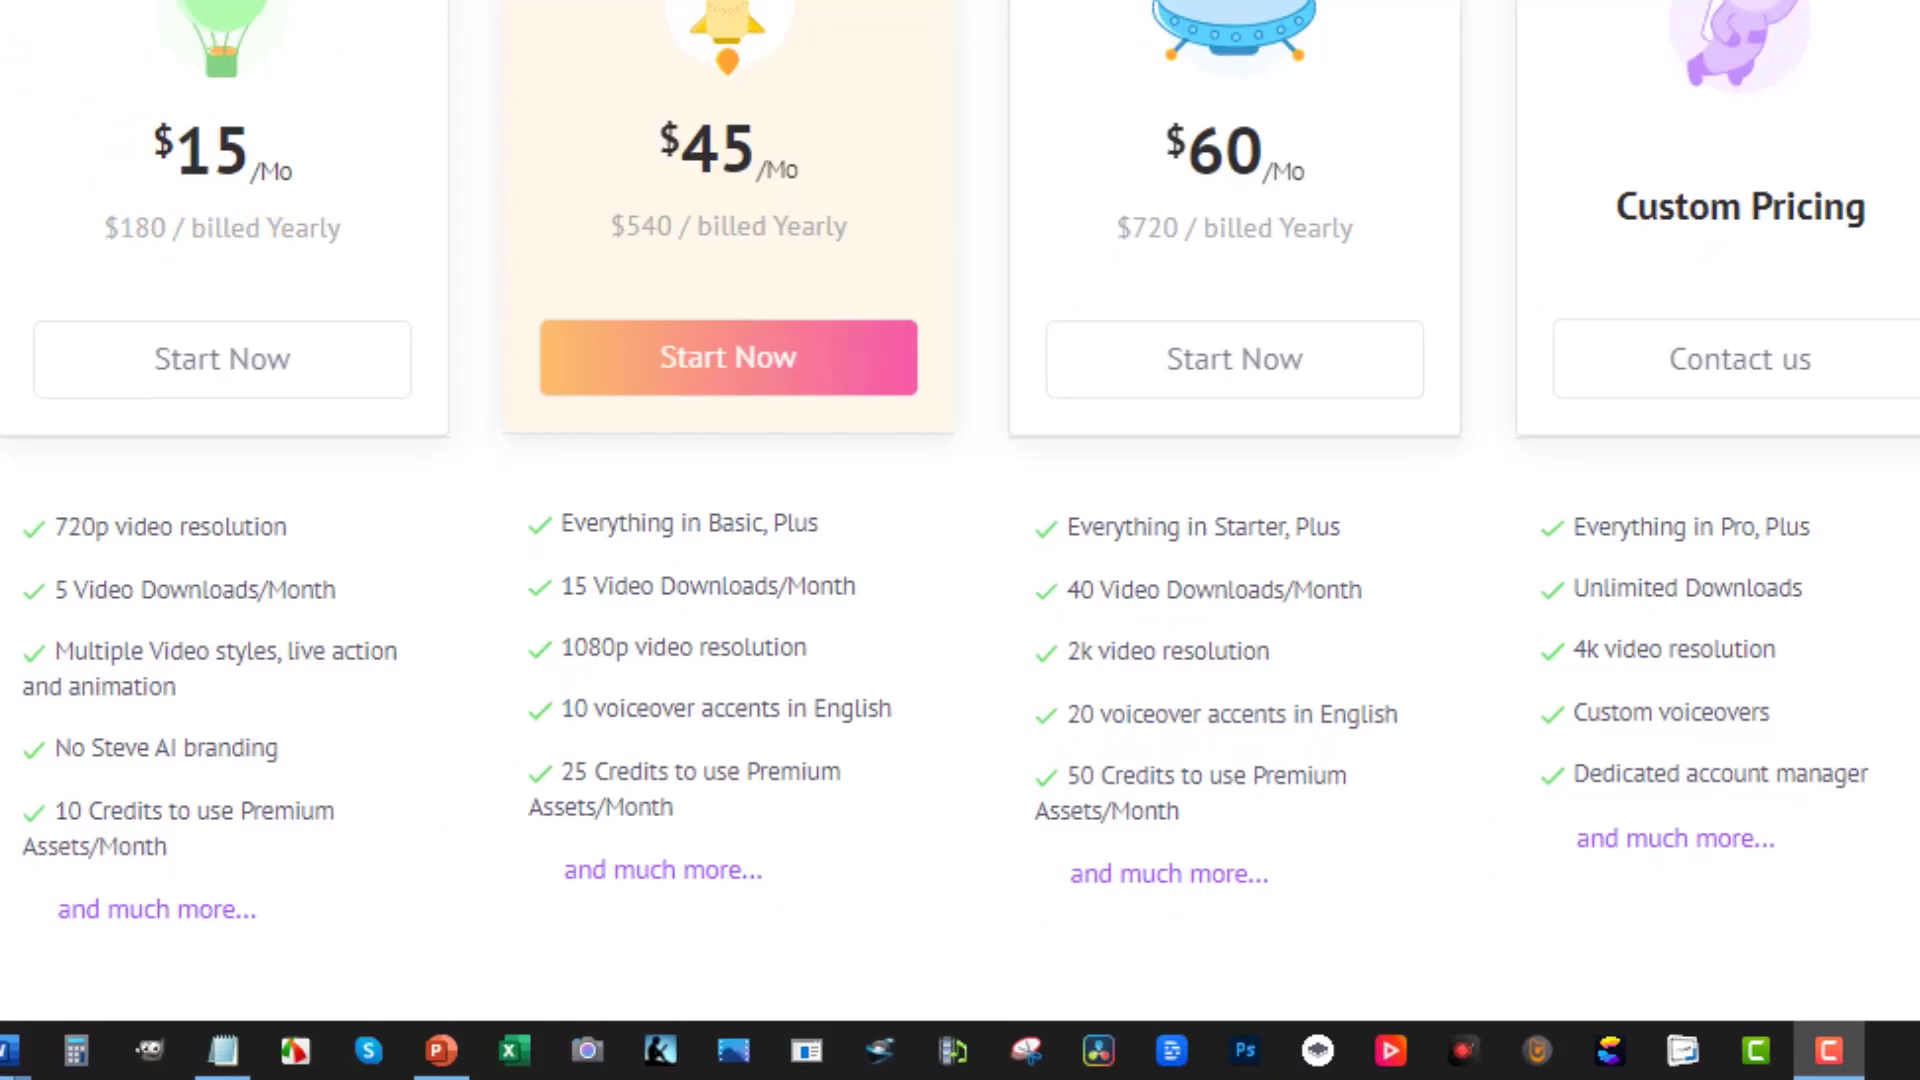 $15/Mo
$180 / billed Yearly
Start Now
720p video resolution
5 Video Downloads/Month
Multiple Video styles, live action
and animation
No Steve AI branding
10 Credits to use Premium
Assets/Month
and much more...
$45/Mo
$540 / billed Yearly
Start Now
Everything in Basic, Plus
15 Video Downloads/Month
1080p video resolution
10 voiceover accents in English
25 Credits to use Premium
Assets/Month
and much more...
$60/Mo
$720 / billed Yearly
Start Now
Everything in Starter, Plus
40 Video Downloads/Month
2k video resolution
20 voiceover accents in English
50 Credits to use Premium
Assets/Month
and much more...
Custom Pricing
Contact us
Everything in Pro, Plus
Unlimited Downloads
4k video resolution
Custom voiceovers
Dedicated account manager
and much more...
S
P
X
Ps
C
C